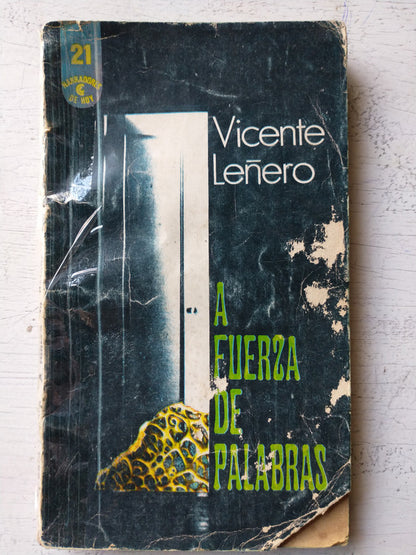 21
NARRADORES
DE HOY
Vicente
Leñero
A
FUERZA
DE
PALABRAS